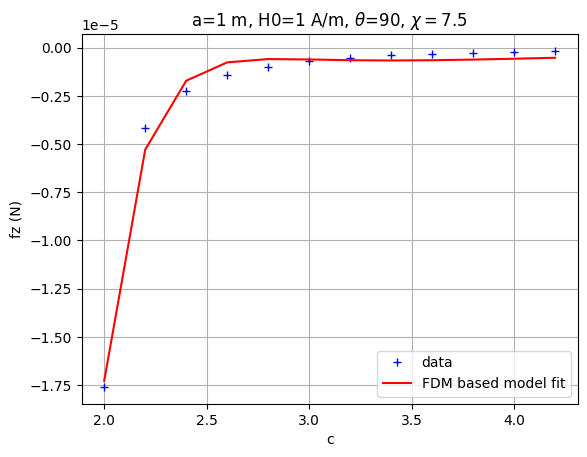 a=1 m, H0=1 A/m, θ=90, χ = 7.5
1e−5
0.00
−0.25
−0.50
−0.75
−1.00
−1.25
−1.50
−1.75
fz (N)
data
FDM based model fit
2.0 2.5 3.0 3.5 4.0
c